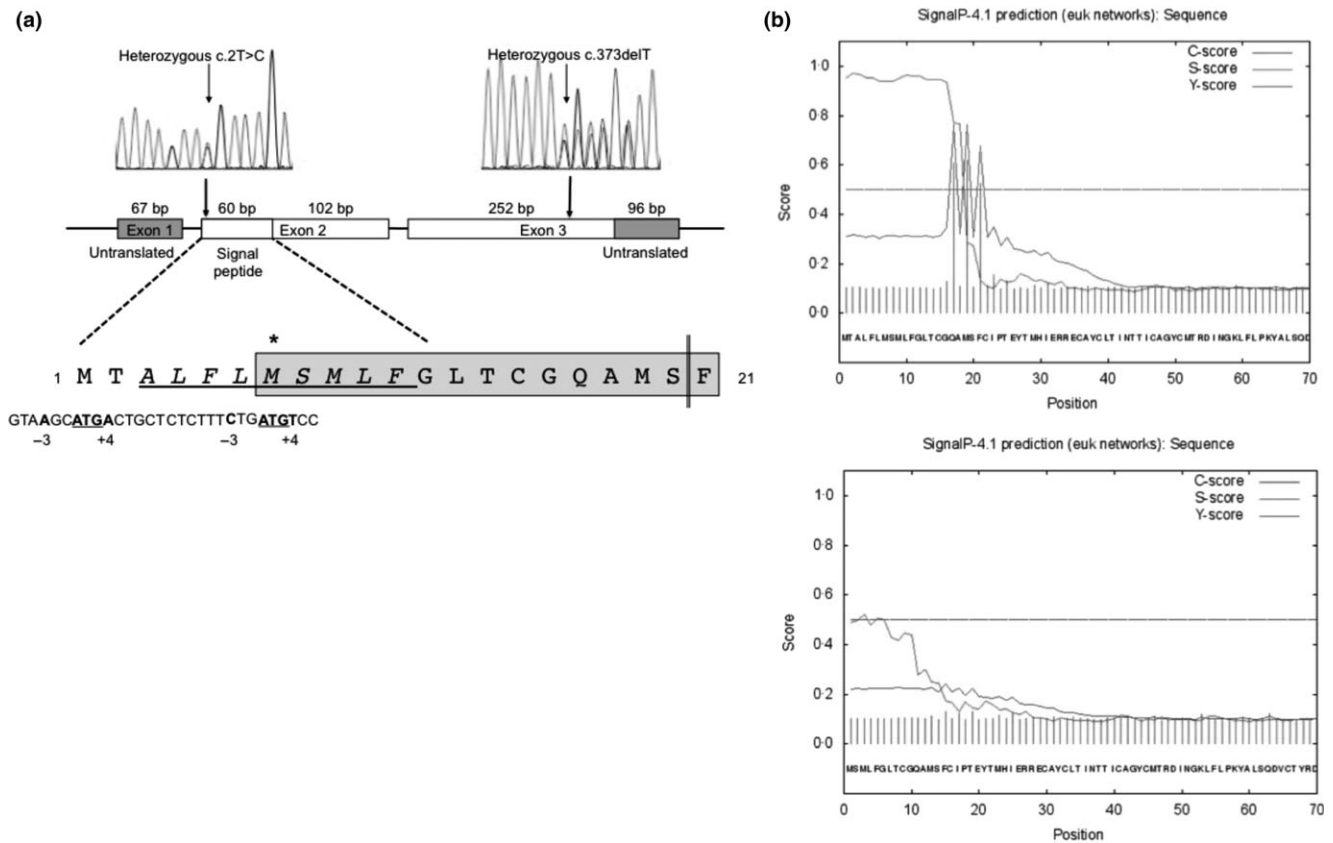 (a)
Heterozygous c.2T>C
Heterozygous c.373delT
67 bp
60 bp
102 bp
252 bp
96 bp
Exon 1
Exon 2
Exon 3
Untranslated
Signal
peptide
Untranslated
*
1 M T A L F L M S M L F G L T C G Q A M S F 21
GTAAGCATGACTGCTCTCTTTCTGATGTCC
–3 +4 –3 +4
(b)
SignalP-4.1 prediction (euk networks): Sequence
C-score
S-score
Y-score
Score
1·0
0·8
0·6
0·4
0·2
0·0
MTALFLMSMLFGLTCGQAMSFCIPTEYTMHIERRECAYCLTINTTICAGYCMTRDINGKLFLPKYALSQD
0 10 20 30 40 50 60 70
Position
SignalP-4.1 prediction (euk networks): Sequence
C-score
S-score
Y-score
Score
1·0
0·8
0·6
0·4
0·2
0·0
MSMLFGLTCGQAMSFCIPTEYTMHIERRECAYCLTINTTICAGYCMTRDINGKLFLPKYALSQDVCTYRD
0 10 20 30 40 50 60 70
Position